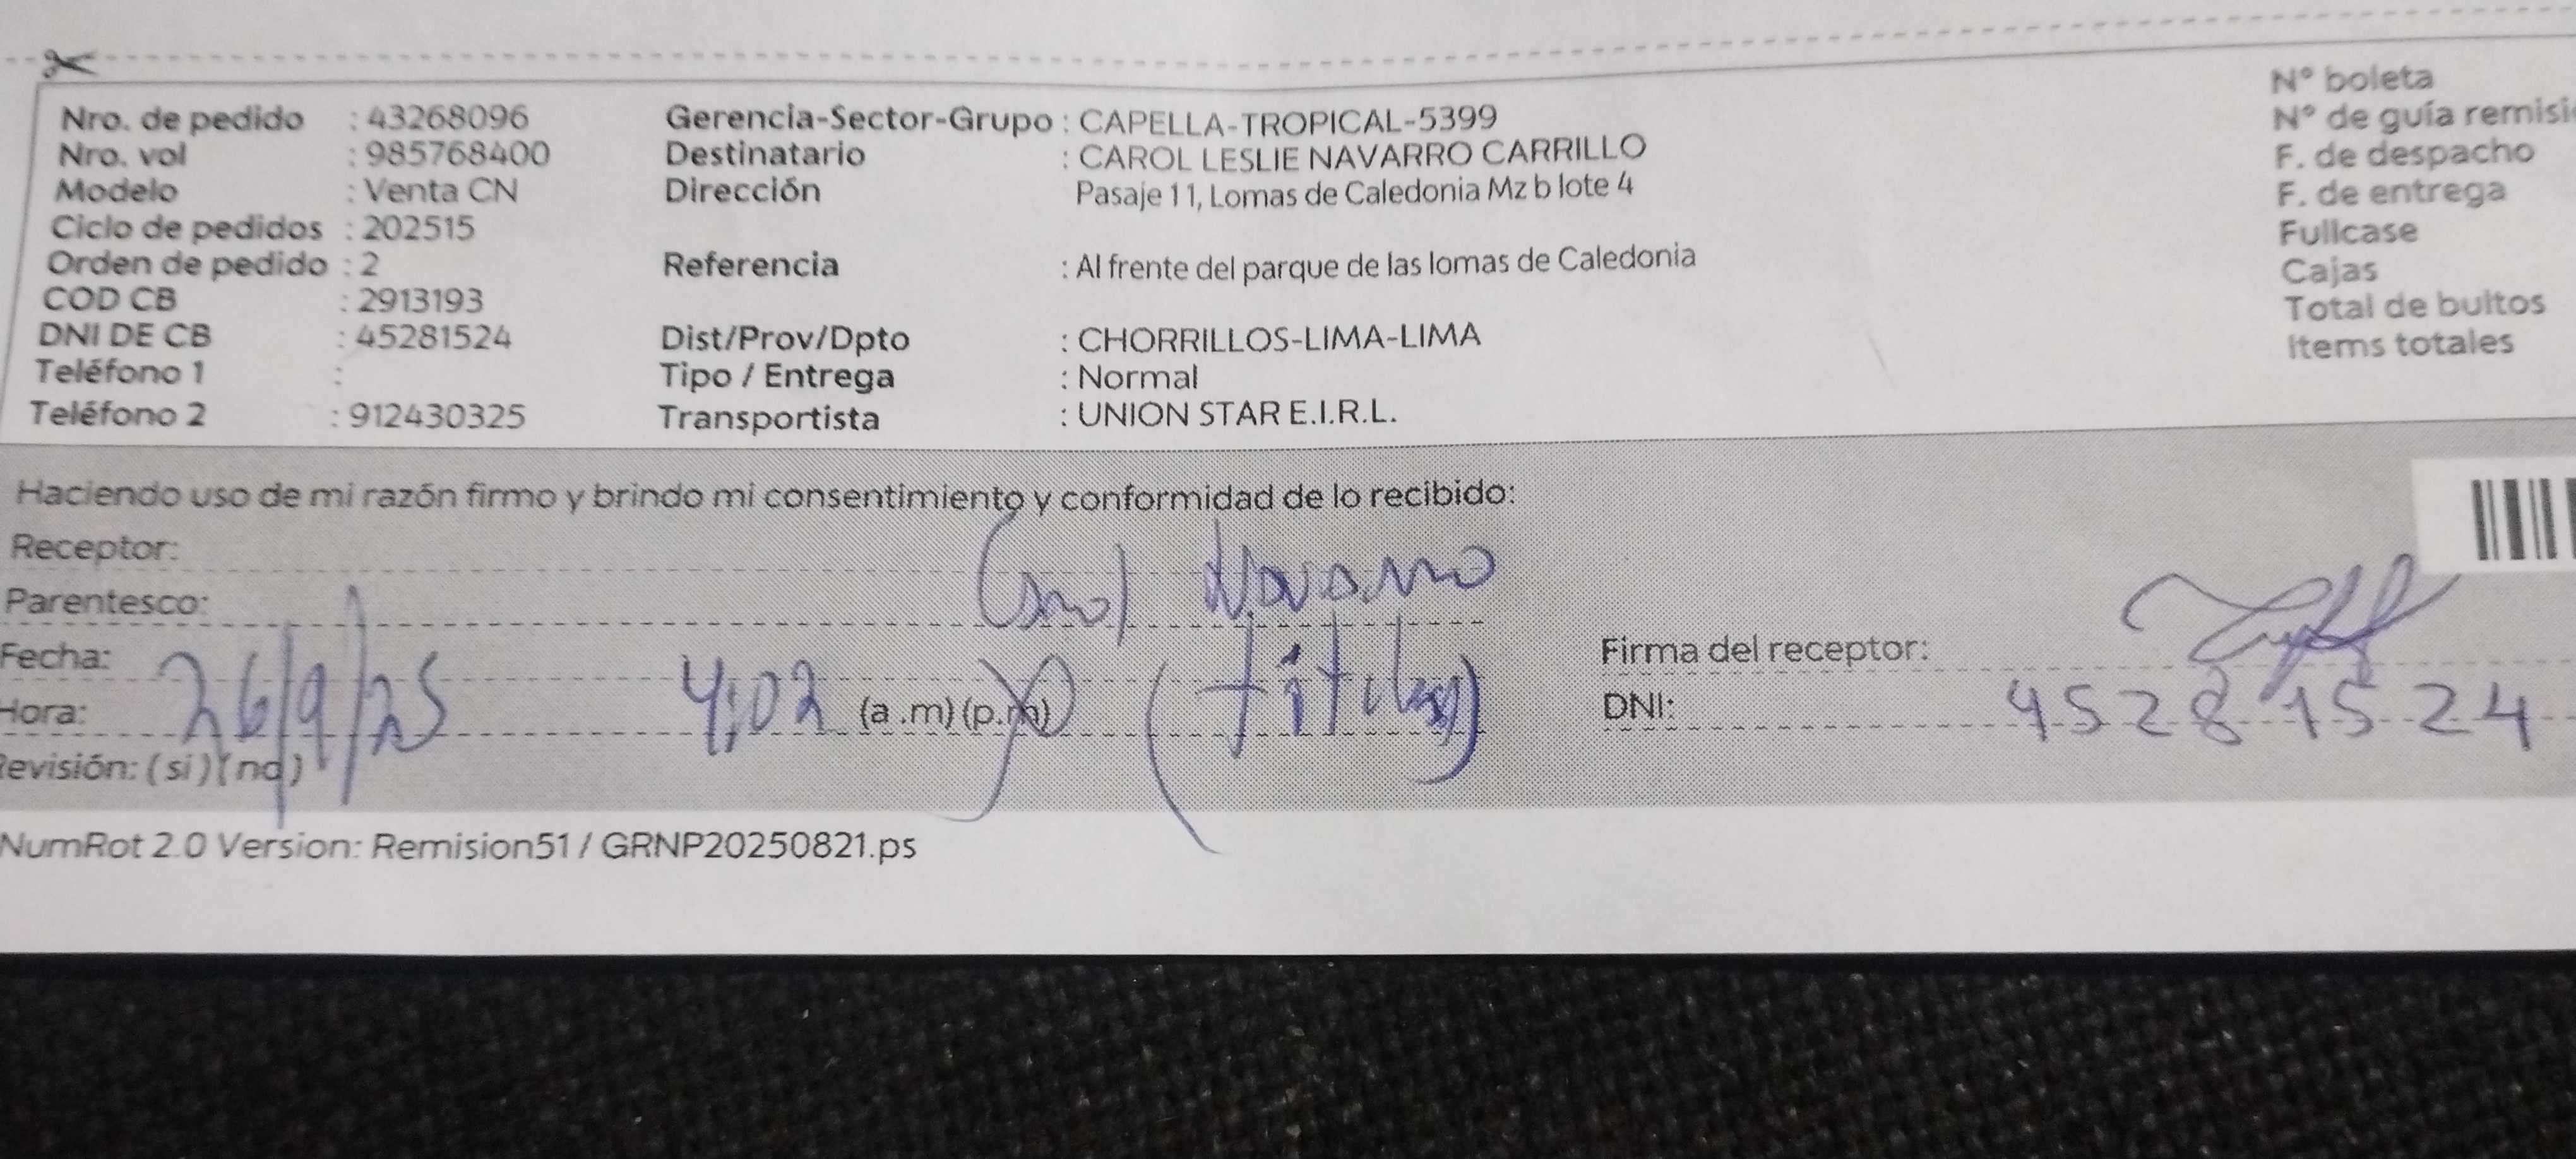 Nro. de pedido : 43268096 Gerencia-Sector-Grupo : CAPELLA-TROPICAL-5399 N° boleta
Nro. vol : 985768400 Destinatario : CAROL LESLIE NAVARRO CARRILLO N° de guía remisi
Modelo : Venta CN Dirección Pasaje 11, Lomas de Caledonia Mz b lote 4 F. de despacho
Ciclo de pedidos : 202515 F. de entrega
Orden de pedido : 2 Referencia : Al frente del parque de las lomas de Caledonia Fullcase
COD CB : 2913193 Cajas
DNI DE CB : 45281524 Dist/Prov/Dpto : CHORRILLOS-LIMA-LIMA Total de bultos
Teléfono 1 : Tipo / Entrega : Normal Items totales
Teléfono 2 : 912430325 Transportista : UNION STAR E.I.R.L.
Haciendo uso de mi razón firmo y brindo mi consentimiento y conformidad de lo recibido:
Receptor: Carol Navarro
Parentesco:
Fecha: 26/9/25 4:02 (a .m) (p.m) (titular) Firma del receptor:
Hora: DNI: 45281524
Revisión: ( si ) ( no )
NumRot 2.0 Version: Remision51 / GRNP20250821.ps